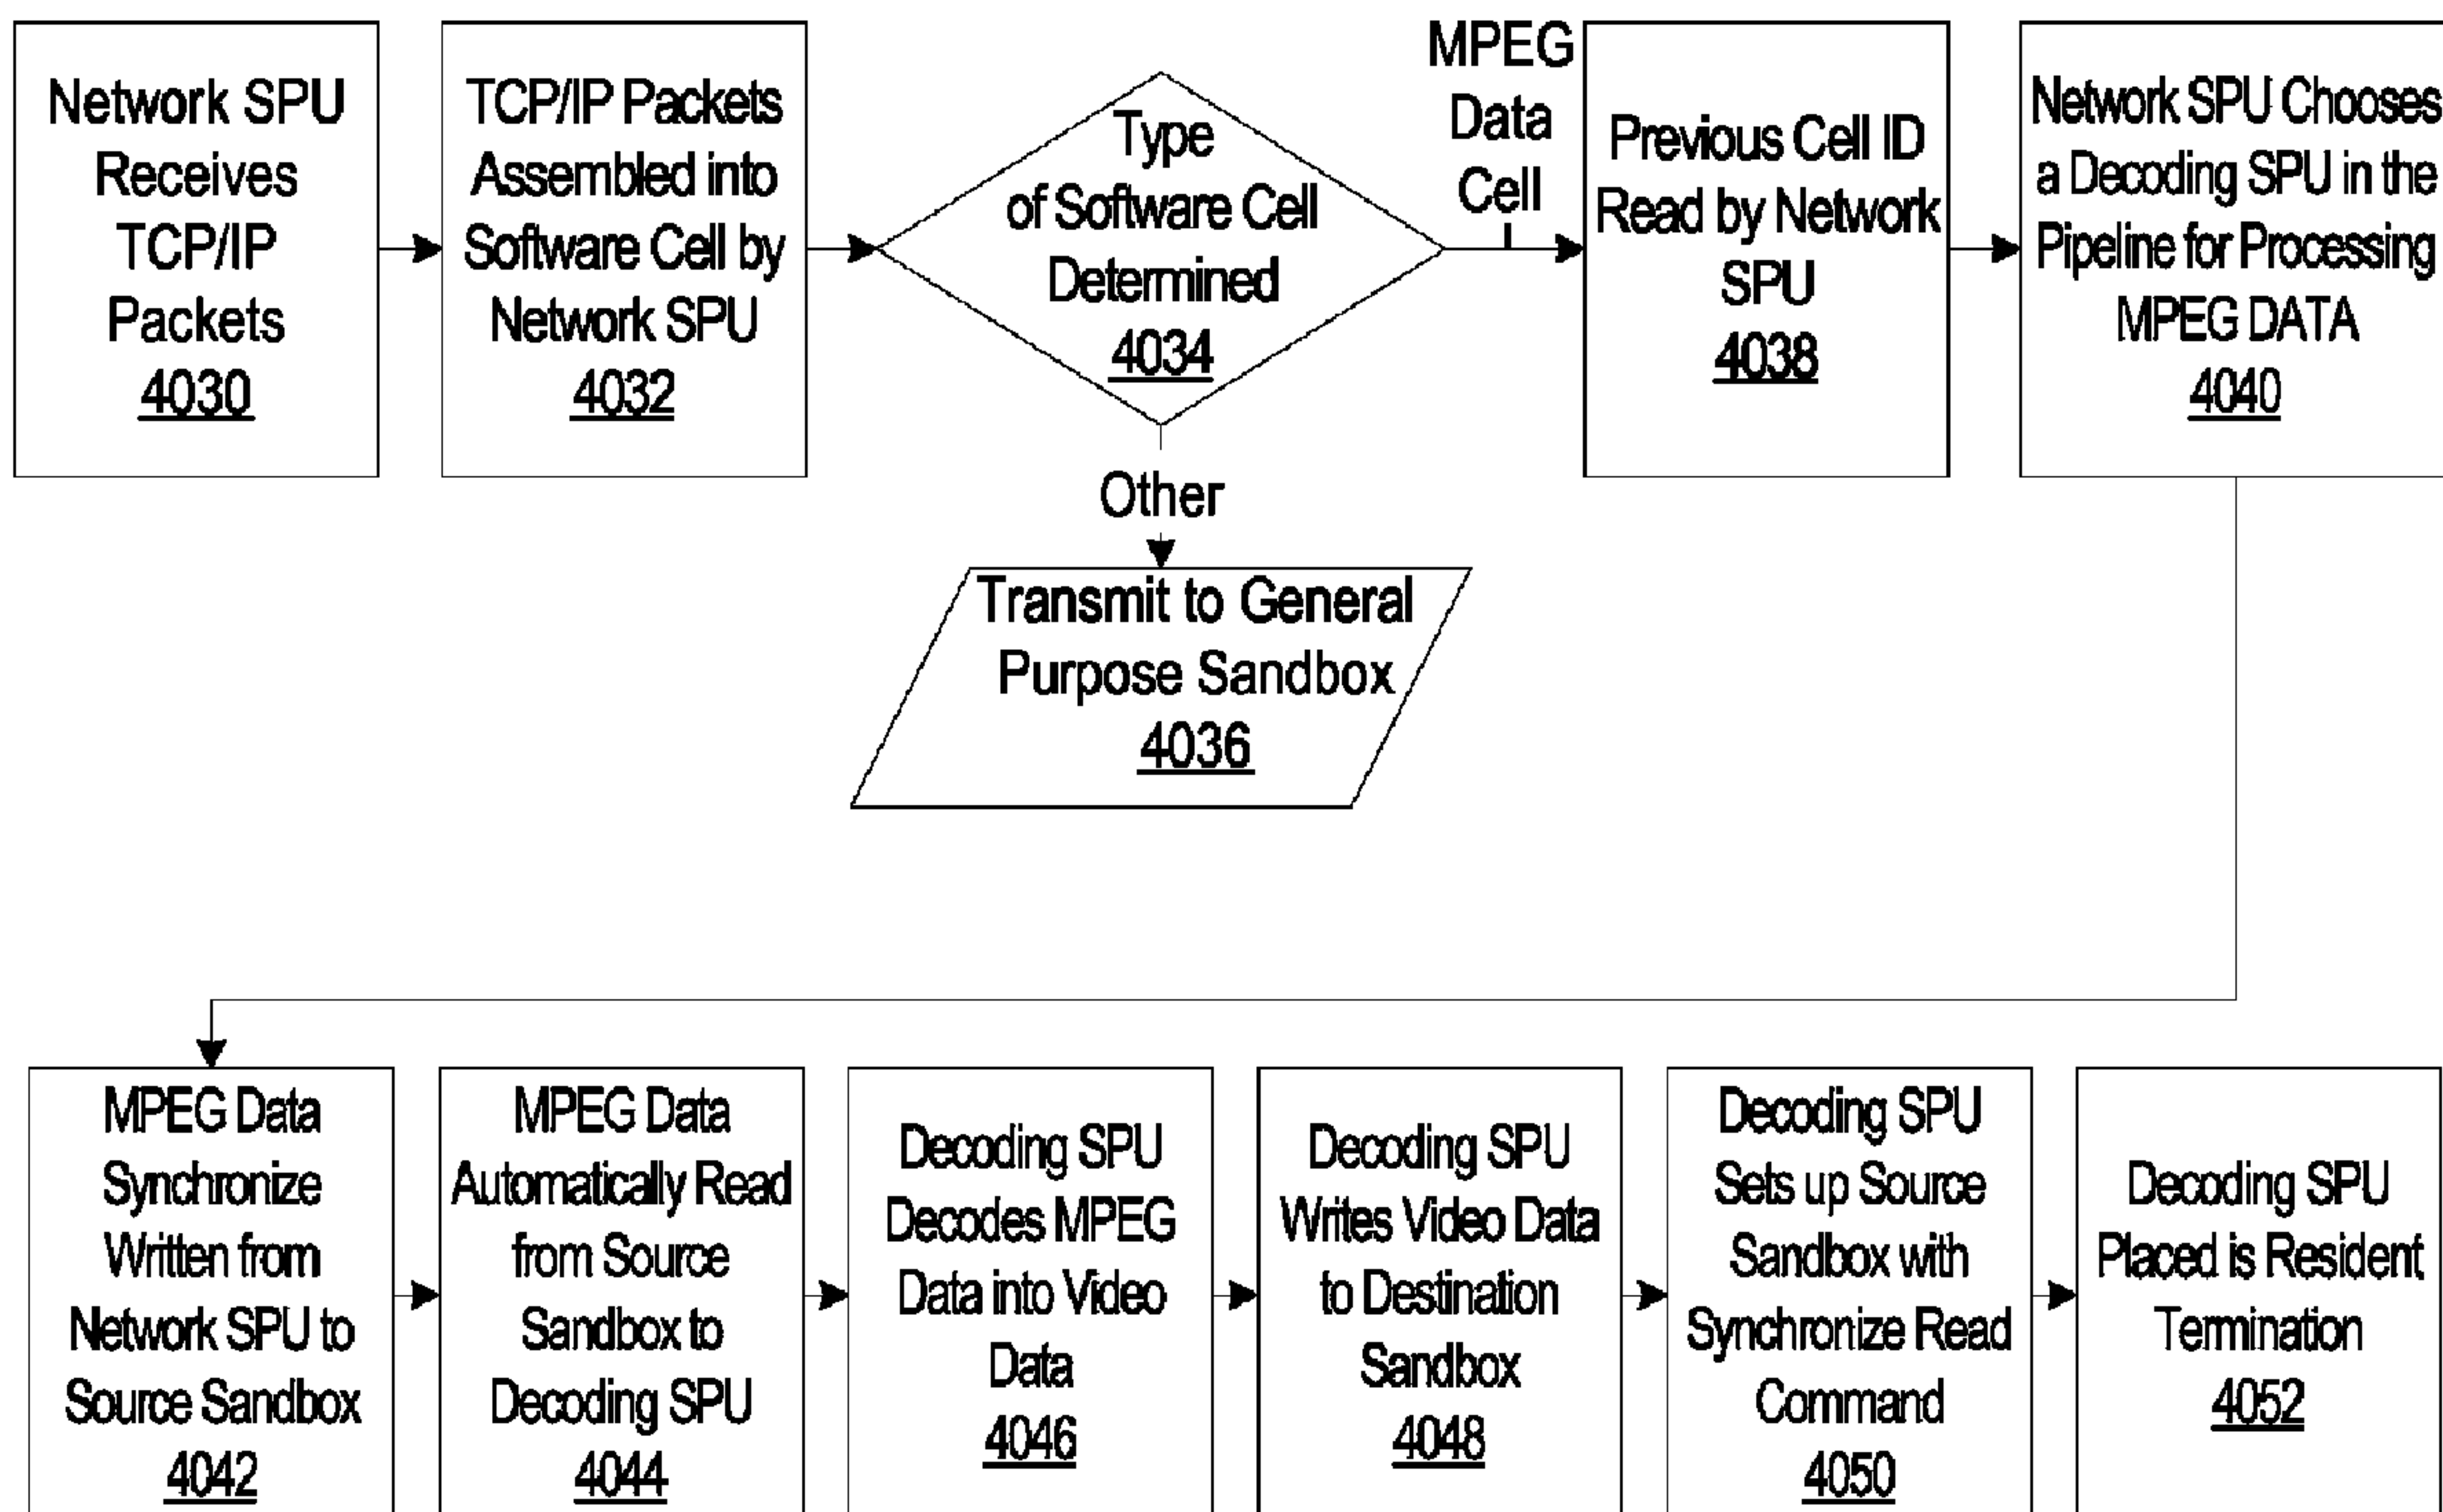 Network SPU
Receives
TCP/IP
Packets
4030
TCP/IP Packets
Assembled into
Software Cell by
Network SPU
4032
Type
of Software Cell
Determined
4034
MPEG
Data
Cell
Previous Cell ID
Read by Network
SPU
4038
Network SPU Chooses
a Decoding SPU in the
Pipeline for Processing
MPEG DATA
4040
Other
Transmit to General
Purpose Sandbox
4036
MPEG Data
Synchronize
Written from
Network SPU to
Source Sandbox
4042
MPEG Data
Automatically Read
from Source
Sandbox to
Decoding SPU
4044
Decoding SPU
Decodes MPEG
Data into Video
Data
4046
Decoding SPU
Writes Video Data
to Destination
Sandbox
4048
Decoding SPU
Sets up Source
Sandbox with
Synchronize Read
Command
4050
Decoding SPU
Placed is Resident
Termination
4052